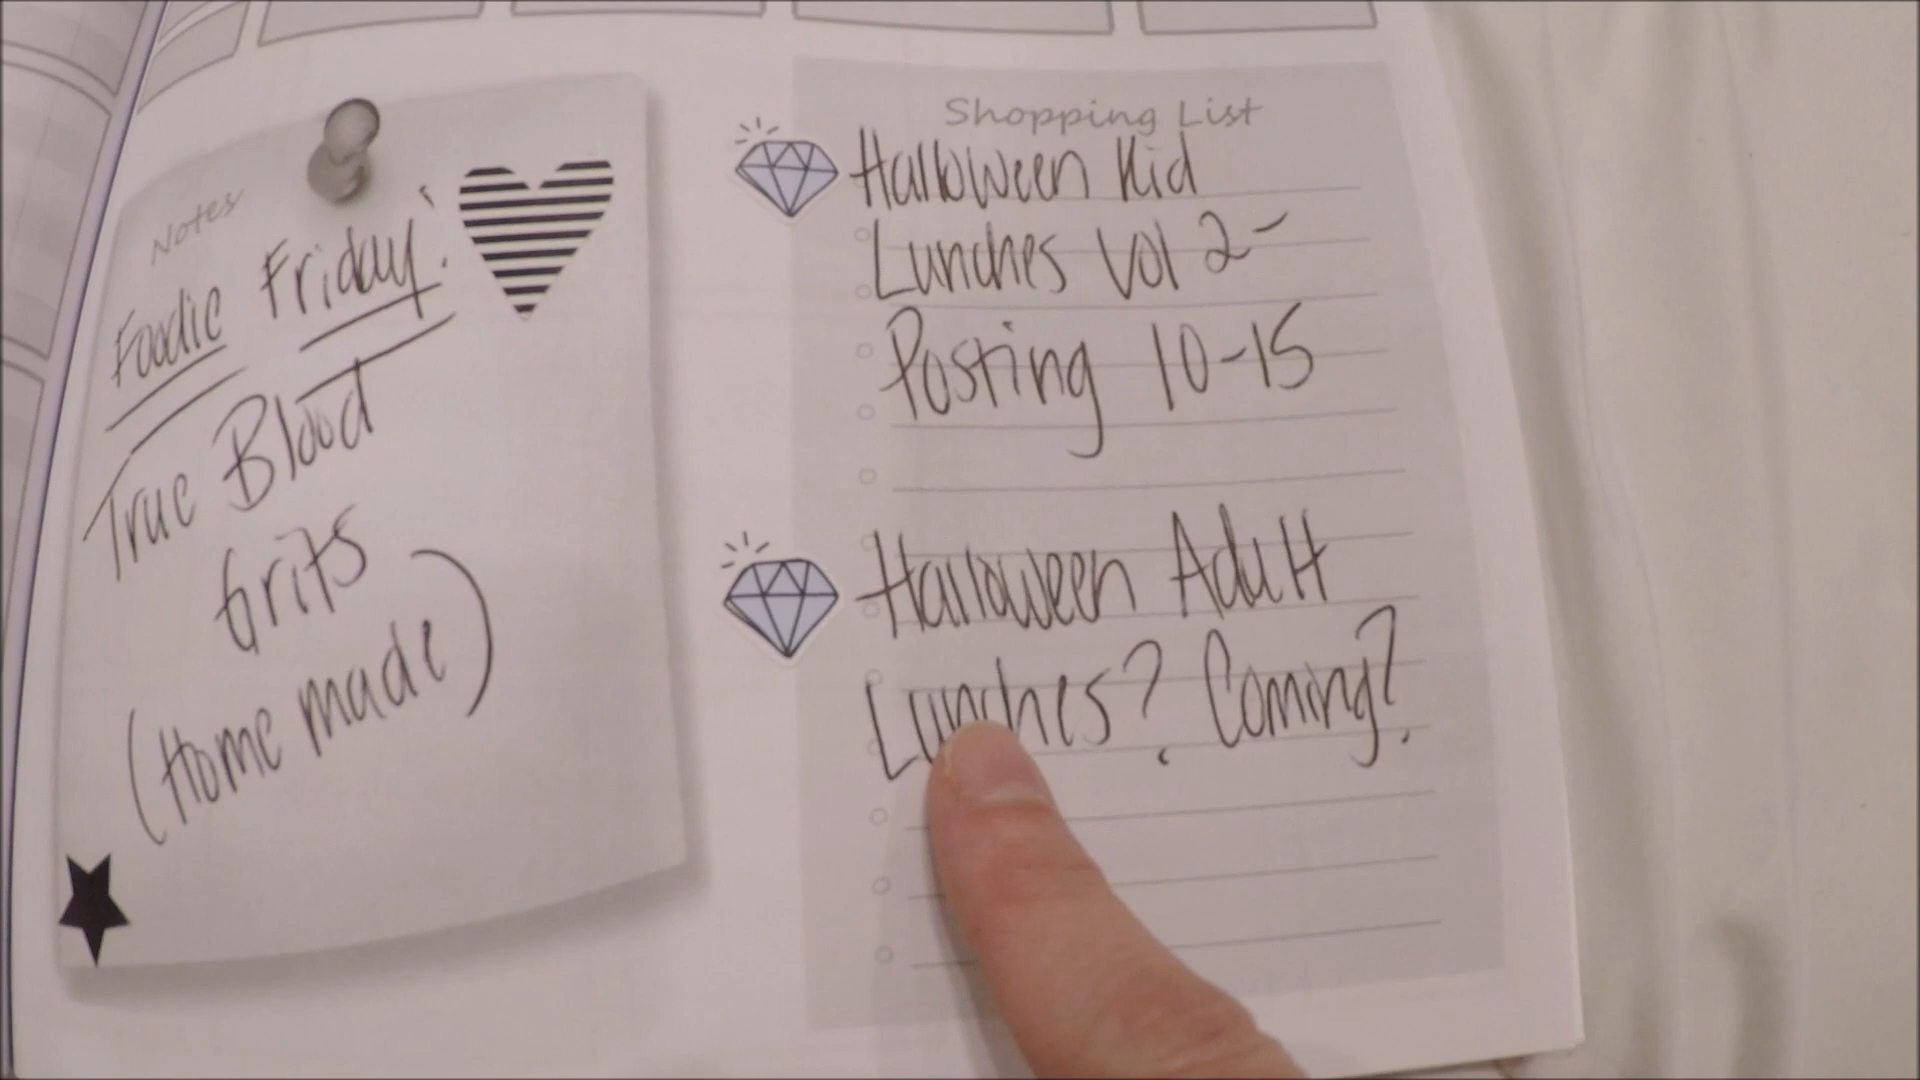 Notes
Foodie Friday!
True Blood
Grits
(Home made)
Shopping List
Halloween Kid
Lunches Vol 2-
Posting 10-15
Halloween Adult
Lunches? Coming?